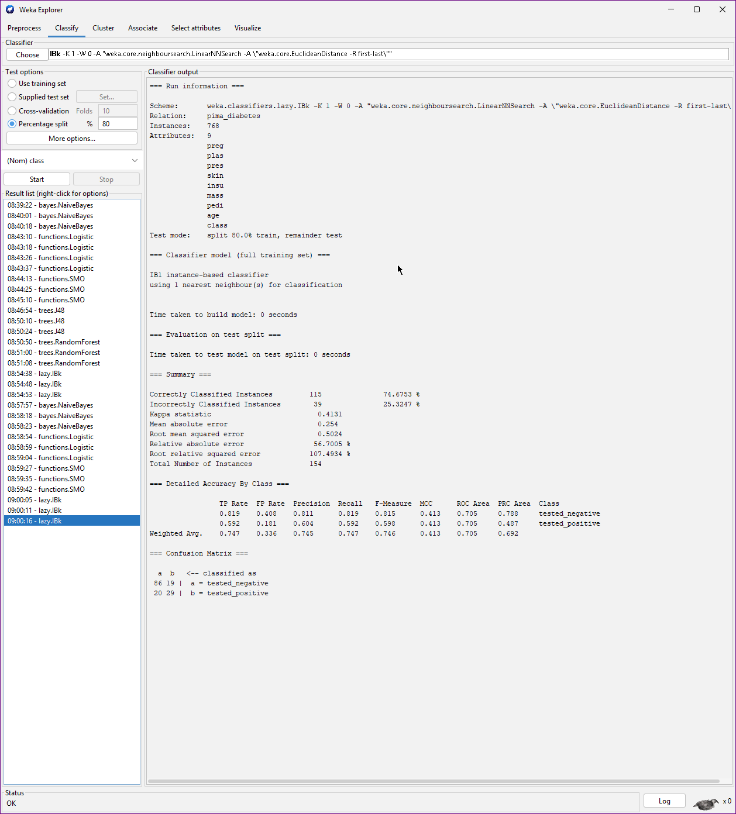 Weka Explorer
Preprocess Classify Cluster Associate Select attributes Visualize
Classifier
Choose IBk -K 1 -W 0 -A "weka.core.neighboursearch.LinearNNSearch -A \"weka.core.EuclideanDistance -R first-last\""
Test options
Use training set
Supplied test set Set...
Cross-validation Folds 10
Percentage split % 80
More options...
(Nom) class
Start Stop
Result list (right-click for options)
08:39:22 - bayes.NaiveBayes
08:40:01 - bayes.NaiveBayes
08:40:18 - bayes.NaiveBayes
08:43:10 - functions.Logistic
08:43:18 - functions.Logistic
08:43:26 - functions.Logistic
08:43:37 - functions.Logistic
08:44:13 - functions.SMO
08:44:25 - functions.SMO
08:45:10 - functions.SMO
08:46:54 - trees.J48
08:50:10 - trees.J48
08:50:24 - trees.J48
08:50:50 - trees.RandomForest
08:51:00 - trees.RandomForest
08:51:08 - trees.RandomForest
08:54:38 - lazy.IBk
08:54:48 - lazy.IBk
08:54:53 - lazy.IBk
08:57:57 - bayes.NaiveBayes
08:58:18 - bayes.NaiveBayes
08:58:23 - bayes.NaiveBayes
08:58:54 - functions.Logistic
08:58:59 - functions.Logistic
08:59:04 - functions.Logistic
08:59:27 - functions.SMO
08:59:35 - functions.SMO
08:59:42 - functions.SMO
09:00:05 - lazy.IBk
09:00:11 - lazy.IBk
09:00:16 - lazy.IBk
Classifier output
=== Run information ===
Scheme: weka.classifiers.lazy.IBk -K 1 -W 0 -A "weka.core.neighboursearch.LinearNNSearch -A \"weka.core.EuclideanDistance -R first-last\
Relation: pima_diabetes
Instances: 768
Attributes: 9
preg
plas
pres
skin
insu
mass
pedi
age
class
Test mode: split 80.0% train, remainder test
=== Classifier model (full training set) ===
IB1 instance-based classifier
using 1 nearest neighbour(s) for classification
Time taken to build model: 0 seconds
=== Evaluation on test split ===
Time taken to test model on test split: 0 seconds
=== Summary ===
Correctly Classified Instances 115 74.6753 %
Incorrectly Classified Instances 39 25.3247 %
Kappa statistic 0.4131
Mean absolute error 0.254
Root mean squared error 0.5024
Relative absolute error 56.7005 %
Root relative squared error 107.4934 %
Total Number of Instances 154
=== Detailed Accuracy By Class ===
TP Rate FP Rate Precision Recall F-Measure MCC ROC Area PRC Area Class
0.819 0.408 0.811 0.819 0.815 0.413 0.705 0.788 tested_negative
0.592 0.181 0.604 0.592 0.598 0.413 0.705 0.487 tested_positive
Weighted Avg. 0.747 0.336 0.745 0.747 0.746 0.413 0.705 0.692
=== Confusion Matrix ===
a b <-- classified as
86 19 | a = tested_negative
20 29 | b = tested_positive
Status
OK
Log
x 0